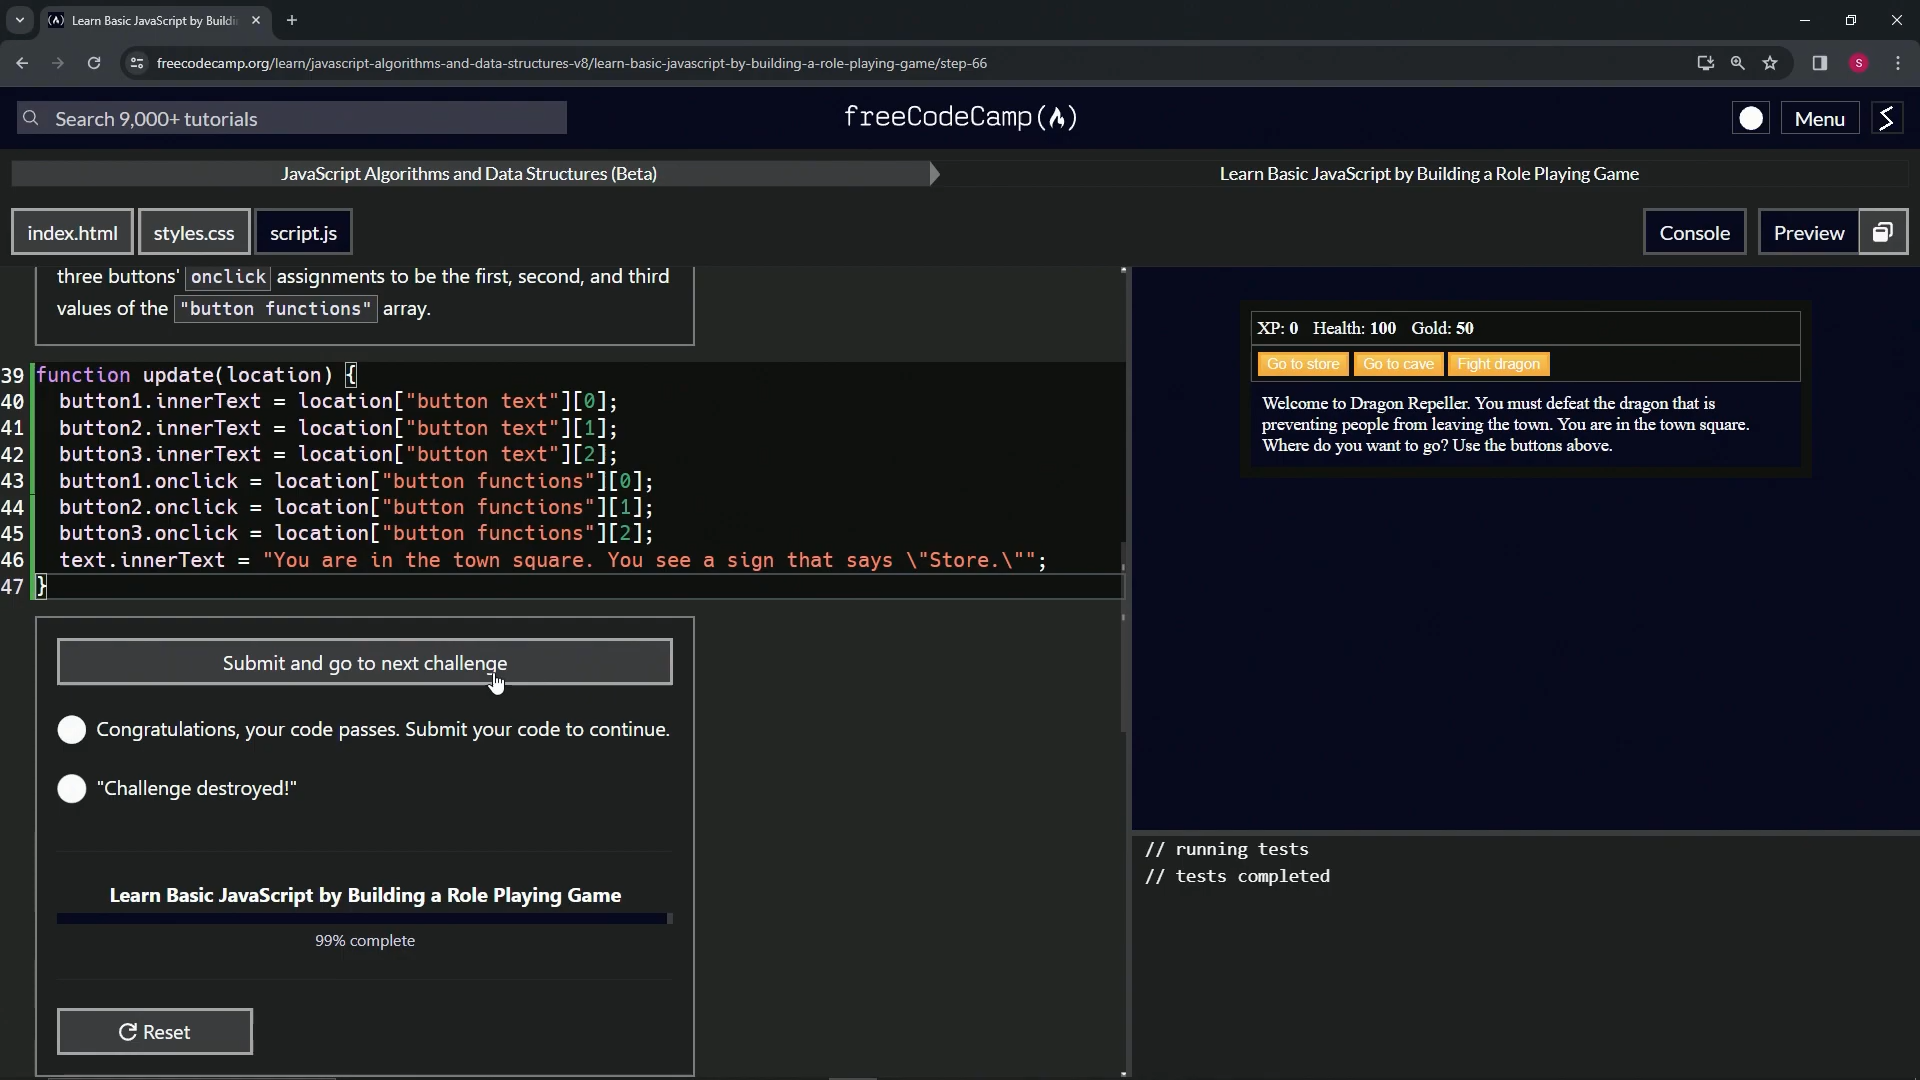 (A) Learn Basic JavaScript by Buildi
freecodecamp.org/learn/javascript-algorithms-and-data-structures-v8/learn-basic-javascript-by-building-a-role-playing-game/step-66
S
Search 9,000+ tutorials
freeCodeCamp
Menu
JavaScript Algorithms and Data Structures (Beta)
Learn Basic JavaScript by Building a Role Playing Game
index.html
styles.css
script.js
Console
Preview
three buttons' onclick assignments to be the first, second, and third
values of the "button functions" array.
39 function update(location) {
40 button1.innerText = location["button text"][0];
41 button2.innerText = location["button text"][1];
42 button3.innerText = location["button text"][2];
43 button1.onclick = location["button functions"][0];
44 button2.onclick = location["button functions"][1];
45 button3.onclick = location["button functions"][2];
46 text.innerText = "You are in the town square. You see a sign that says \"Store.\"";
47 }
Submit and go to next challenge
Congratulations, your code passes. Submit your code to continue.
"Challenge destroyed!"
Learn Basic JavaScript by Building a Role Playing Game
99% complete
Reset
XP: 0 Health: 100 Gold: 50
Go to store
Go to cave
Fight dragon
Welcome to Dragon Repeller. You must defeat the dragon that is
preventing people from leaving the town. You are in the town square.
Where do you want to go? Use the buttons above.
// running tests
// tests completed